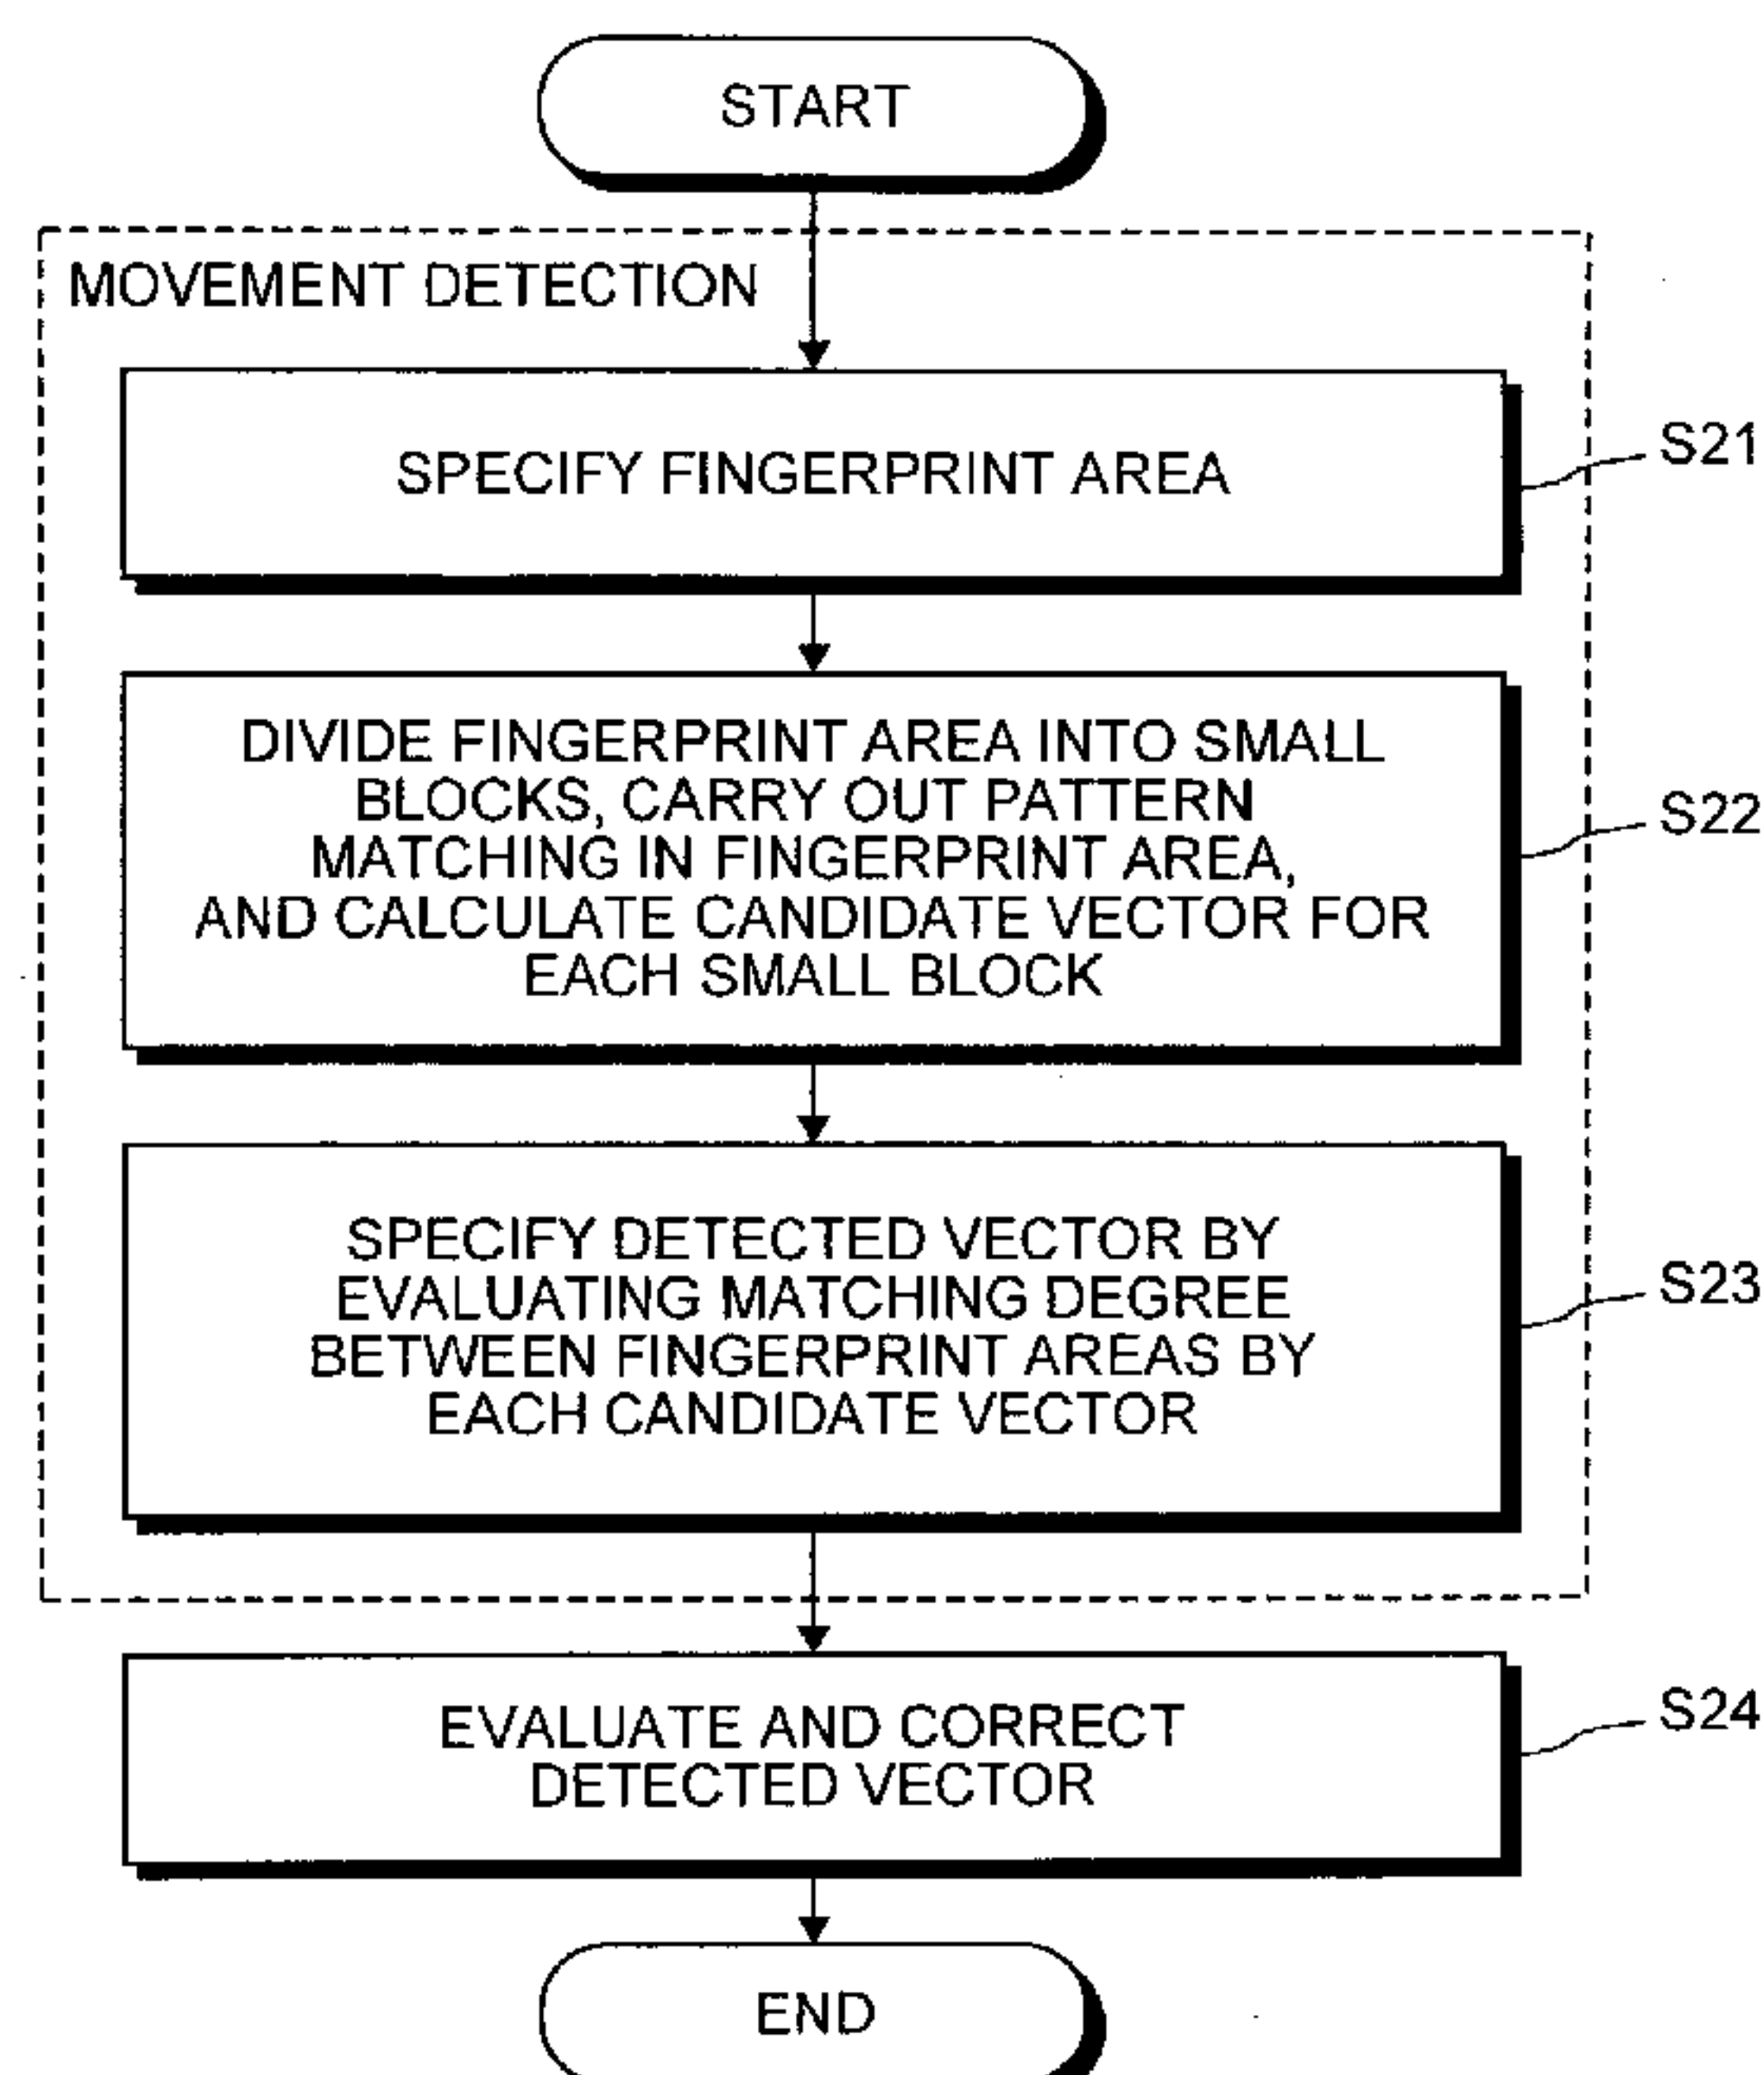 START
MOVEMENT DETECTION
SPECIFY FINGERPRINT AREA
S21
DIVIDE FINGERPRINT AREA INTO SMALL
BLOCKS, CARRY OUT PATTERN
MATCHING IN FINGERPRINT AREA,
AND CALCULATE CANDIDATE VECTOR FOR
EACH SMALL BLOCK
S22
SPECIFY DETECTED VECTOR BY
EVALUATING MATCHING DEGREE
BETWEEN FINGERPRINT AREAS BY
EACH CANDIDATE VECTOR
S23
EVALUATE AND CORRECT
DETECTED VECTOR
S24
END